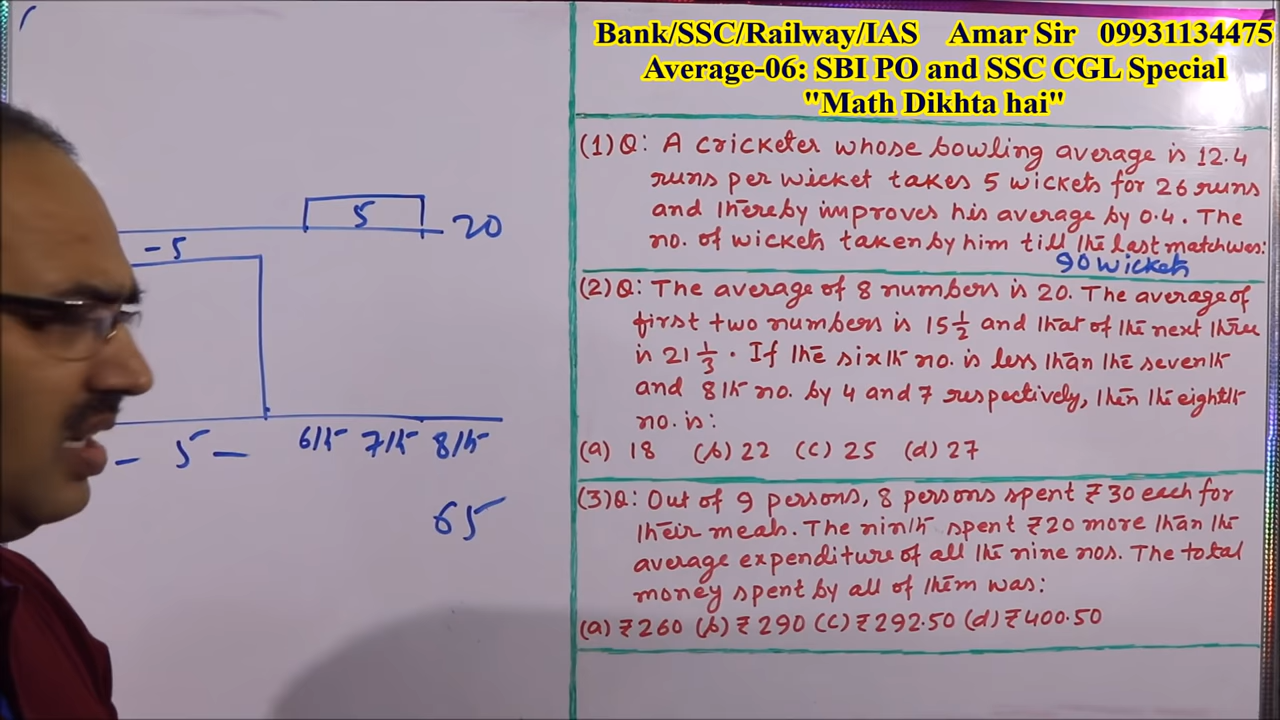 Bank/SSC/Railway/IAS Amar Sir 09931134475
Average-06: SBI PO and SSC CGL Special
"Math Dikhta hai"
5
20
-5
- 5 -
6th 7th 8th
65
(1)Q: A cricketer whose bowling average is 12.4
runs per wicket takes 5 wickets for 26 runs
and thereby improves his average by 0.4. The
no. of wickets taken by him till the last match was:
90 wickets
(2)Q: The average of 8 numbers is 20. The average of
first two numbers is 15 1/2 and that of the next three
is 21 1/3. If the sixth no. is less than the seventh
and 8th no. by 4 and 7 respectively, then the eighth
no. is:
(a) 18 (b) 22 (c) 25 (d) 27
(3)Q: Out of 9 persons, 8 persons spent ₹30 each for
their meals. The ninth spent ₹20 more than the
average expenditure of all the nine nos. The total
money spent by all of them was:
(a) ₹260 (b) ₹290 (c) ₹292.50 (d) ₹400.50